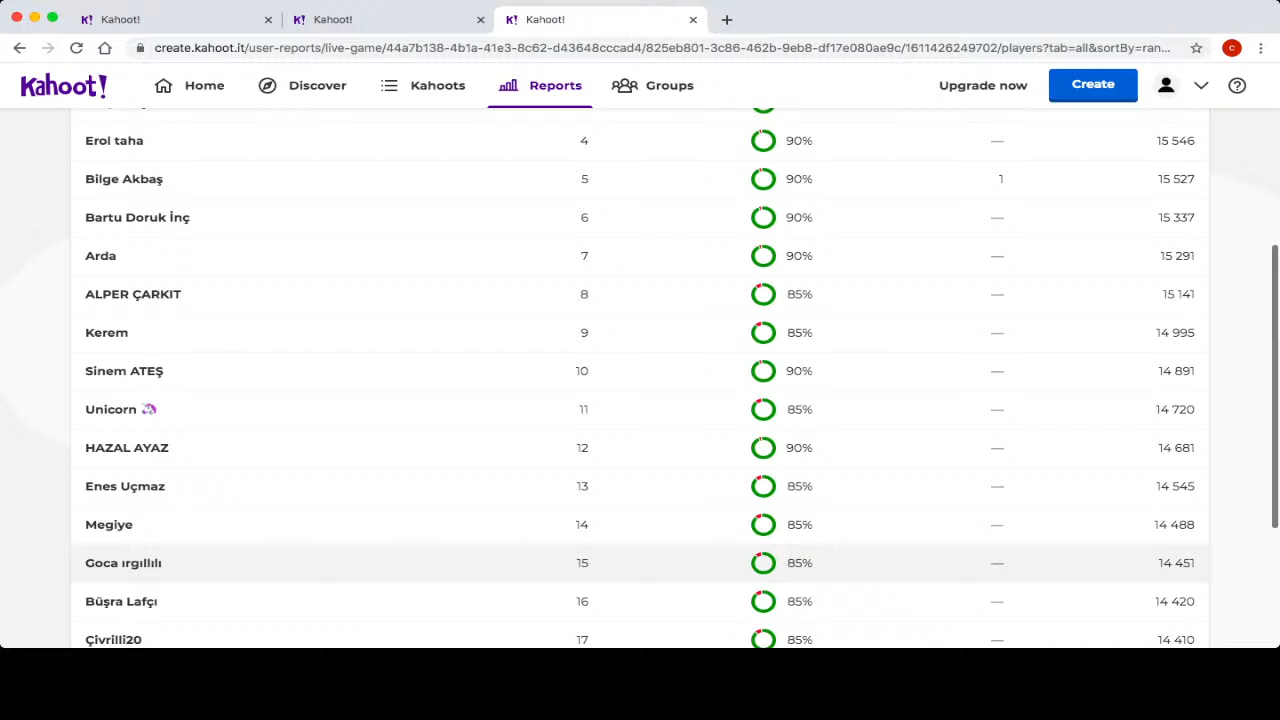 Kahoot!
Kahoot!
Kahoot!
create.kahoot.it/user-reports/live-game/44a7b138-4b1a-41e3-8c62-d43648cccad4/825eb801-3c86-462b-9eb8-df17e080ae9c/1611426249702/players?tab=all&sortBy=ran...
C
Kahoot!
Home
Discover
Kahoots
Reports
Groups
Upgrade now
Create
Erol taha 4 90% — 15 546
Bilge Akbaş 5 90% 1 15 527
Bartu Doruk İnç 6 90% — 15 337
Arda 7 90% — 15 291
ALPER ÇARKIT 8 85% — 15 141
Kerem 9 85% — 14 995
Sinem ATEŞ 10 90% — 14 891
Unicorn 🦄 11 85% — 14 720
HAZAL AYAZ 12 90% — 14 681
Enes Uçmaz 13 85% — 14 545
Megiye 14 85% — 14 488
Goca ırgıllılı 15 85% — 14 451
Büşra Lafçı 16 85% — 14 420
Çivrilli20 17 85% — 14 410